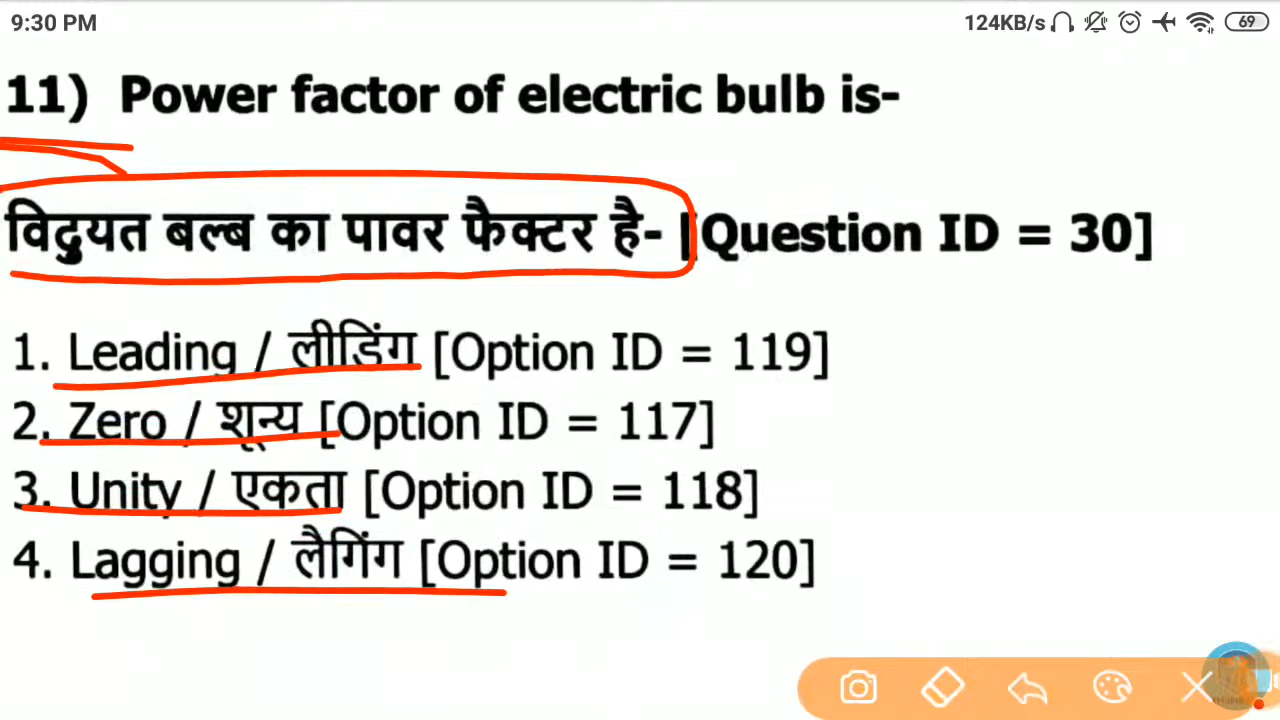 9:30 PM 124KB/s 69
11) Power factor of electric bulb is-
विदुयत बल्ब का पावर फैक्टर है- [Question ID = 30]
1. Leading / लीडिंग [Option ID = 119]
2. Zero / शून्य [Option ID = 117]
3. Unity / एकता [Option ID = 118]
4. Lagging / लैगिंग [Option ID = 120]